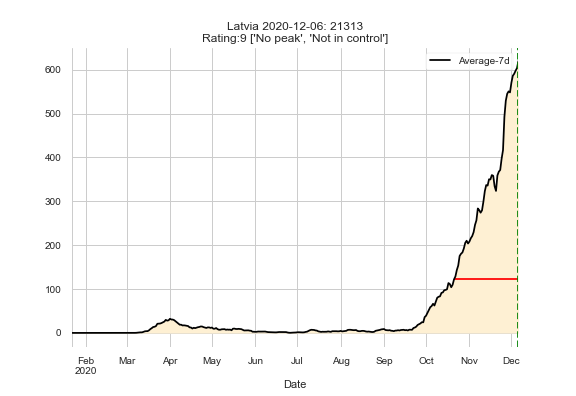 Latvia 2020-12-06: 21313
Rating:9 ['No peak', 'Not in control']
Average-7d
600
500
400
300
200
100
0
Feb Mar Apr May Jun Jul Aug Sep Oct Nov Dec
2020
Date